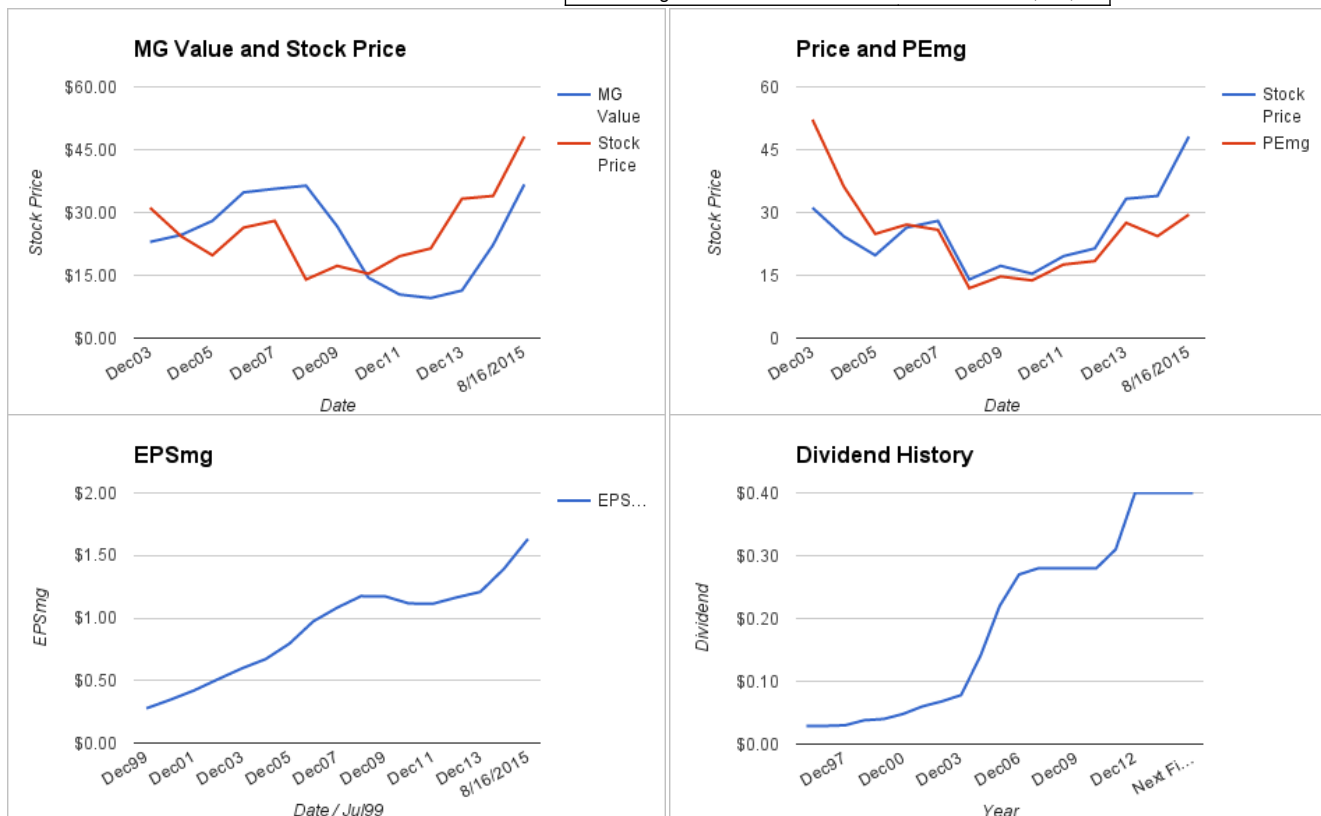 MG Value and Stock Price
$60.00
$45.00
$30.00
$15.00
$0.00
Stock Price
Dec03
Dec05
Dec07
Dec09
Dec11
Dec13
8/16/2015
Date
MG
Value
Stock
Price
Price and PEmg
60
45
30
15
0
Stock Price
Dec03
Dec05
Dec07
Dec09
Dec11
Dec13
8/16/2015
Date
Stock
Price
PEmg
EPSmg
$2.00
$1.50
$1.00
$0.50
$0.00
EPSmg
Dec99
Dec01
Dec03
Dec05
Dec07
Dec09
Dec11
Dec13
8/16/2015
Date / Jul99
EPS...
Dividend History
$0.40
$0.30
$0.20
$0.10
$0.00
Dividend
Dec97
Dec00
Dec03
Dec06
Dec09
Dec12
Next Fi...
Year